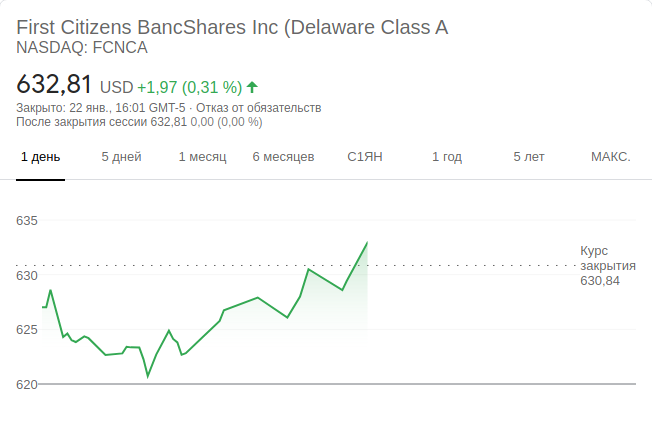 First Citizens BancShares Inc (Delaware Class A
NASDAQ: FCNCA
632,81 USD +1,97 (0,31 %)
Закрыто: 22 янв., 16:01 GMT-5 · Отказ от обязательств
После закрытия сессии 632,81 0,00 (0,00 %)
1 день 5 дней 1 месяц 6 месяцев С1ЯН 1 год 5 лет МАКС.
635
Курс
закрытия
630,84
630
625
620